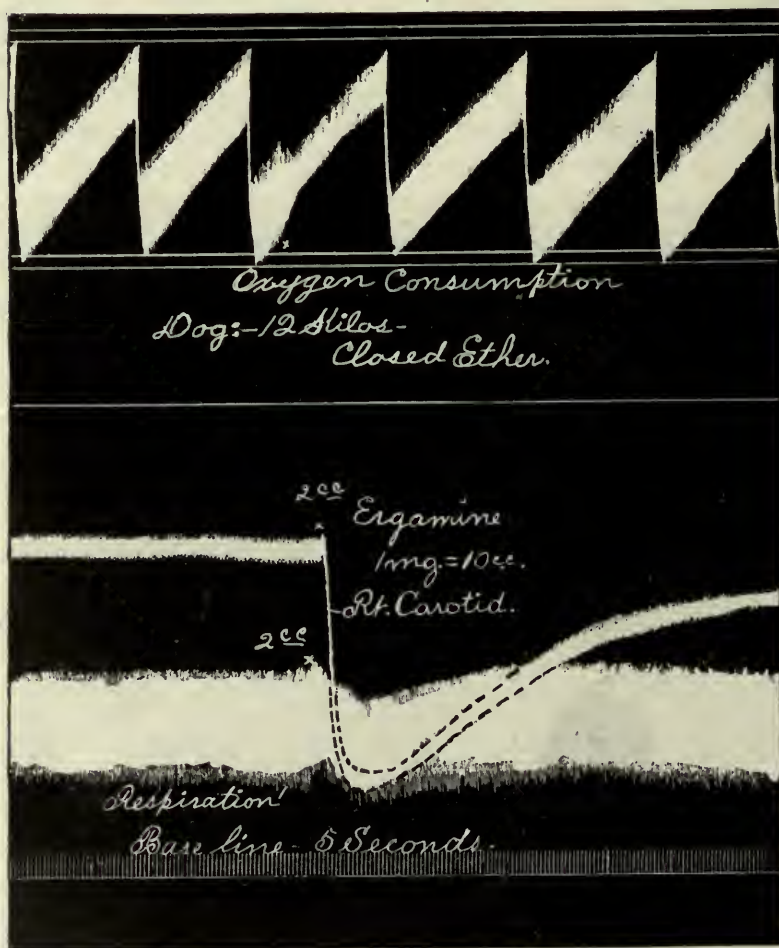 Oxygen Consumption
Dog:-12 Kilos-
Closed Ether.
2cc Ergamine
1mg.=10cc.
Rt. Carotid.
2cc
Respiration
Base line - 5 Seconds.